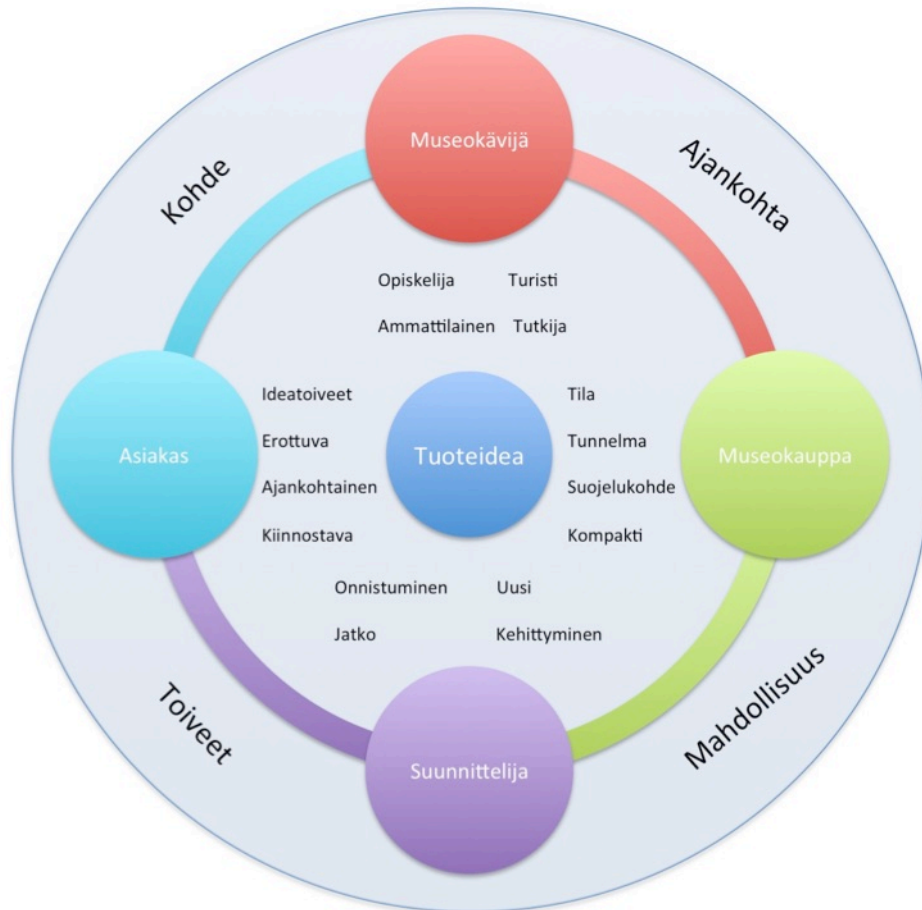 Museokävijä
Kohde
Ajankohta
Opiskelija Turisti
Ammattilainen Tutkija
Asiakas
Ideatoiveet
Erottuva
Ajankohtainen
Kiinnostava
Tuoteidea
Tila
Tunnelma
Suojelukohde
Kompakti
Museokauppa
Onnistuminen Uusi
Jatko Kehittyminen
Toiveet
Mahdollisuus
Suunnittelija